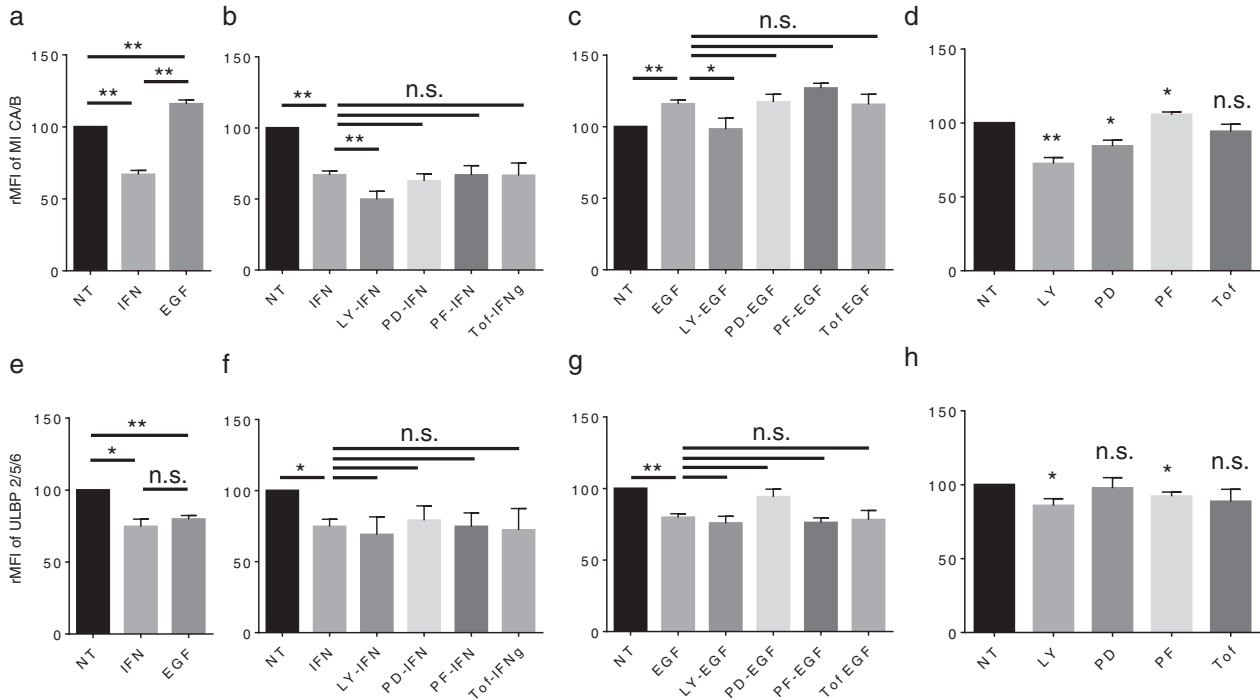 a
rMFI of MI CA/B
150
100
50
0
**
**
**
NT
IFN
EGF
b
150
100
50
0
**
**
n.s.
NT
IFN
LY-IFN
PD-IFN
PF-IFN
Tof-IFNg
c
150
100
50
0
**
*
n.s.
NT
EGF
LY-EGF
PD-EGF
PF-EGF
Tof EGF
d
150
100
50
0
**
*
*
n.s.
NT
LY
PD
PF
Tof
e
rMFI of ULBP 2/5/6
150
100
50
0
**
*
n.s.
NT
IFN
EGF
f
150
100
50
0
*
n.s.
NT
IFN
LY-IFN
PD-IFN
PF-IFN
Tof-IFNg
g
150
100
50
0
**
n.s.
NT
EGF
LY-EGF
PD-EGF
PF-EGF
Tof EGF
h
150
100
50
0
*
n.s.
*
n.s.
NT
LY
PD
PF
Tof